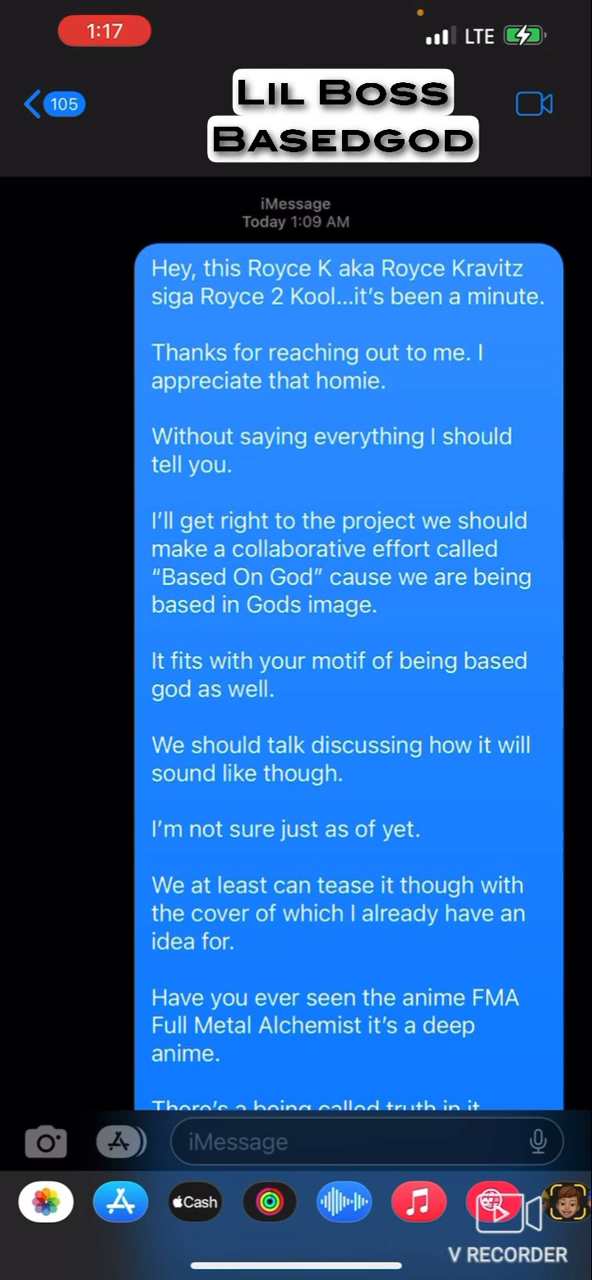 1:17
LTE
105
LIL BOSS
BASEDGOD
iMessage
Today 1:09 AM
Hey, this Royce K aka Royce Kravitz
siga Royce 2 Kool...it's been a minute.
Thanks for reaching out to me. I
appreciate that homie.
Without saying everything I should
tell you.
I'll get right to the project we should
make a collaborative effort called
“Based On God” cause we are being
based in Gods image.
It fits with your motif of being based
god as well.
We should talk discussing how it will
sound like though.
I'm not sure just as of yet.
We at least can tease it though with
the cover of which I already have an
idea for.
Have you ever seen the anime FMA
Full Metal Alchemist it's a deep
anime.
There's a being called truth in it
iMessage
Cash
V RECORDER